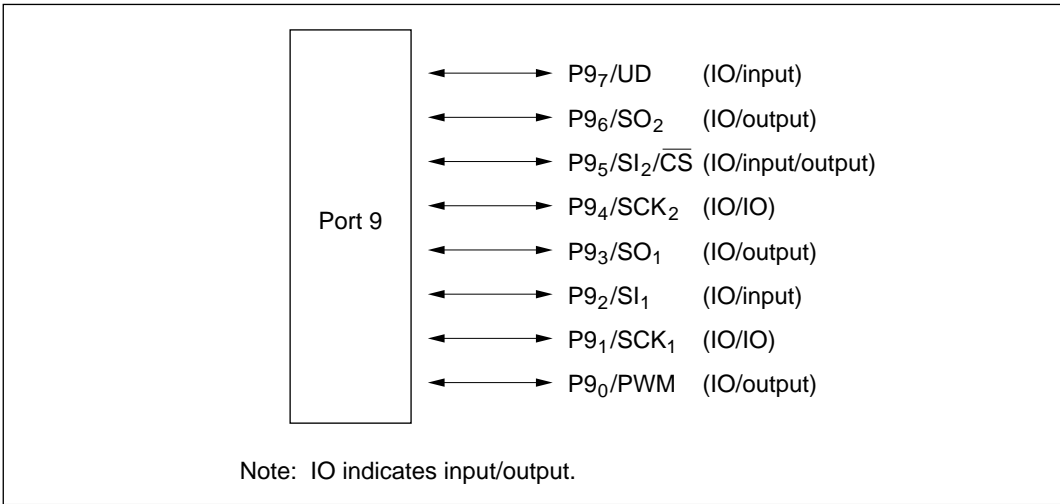 Port 9
P9₇/UD (IO/input)
P9₆/SO₂ (IO/output)
P9₅/SI₂/C̅S̅ (IO/input/output)
P9₄/SCK₂ (IO/IO)
P9₃/SO₁ (IO/output)
P9₂/SI₁ (IO/input)
P9₁/SCK₁ (IO/IO)
P9₀/PWM (IO/output)
Note: IO indicates input/output.